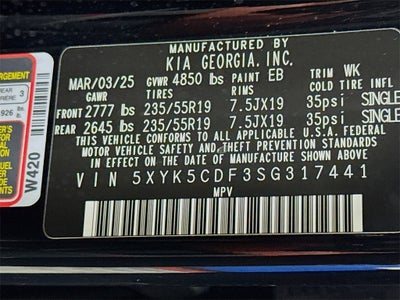 MANUFACTURED BY
KIA GEORGIA, INC.
MAR/03/25 GVWR 4850 lbs PAINT EB TRIM WK
GAWR TIRES RIMS COLD TIRE INFL
FRONT 2777 lbs 235/55R19 7.5JX19 35psi SINGLE
REAR 2645 lbs 235/55R19 7.5JX19 35psi SINGLE
THIS VEHICLE CONFORMS TO ALL APPLICABLE U.S. FEDERAL
MOTOR VEHICLE SAFETY, THEFT PREVENTION STANDARDS
IN EFFECT ON THE DATE OF MANUFACTURE SHOWN ABOVE.
VIN 5XYK5CDF3SG317441
MPV
W420
3